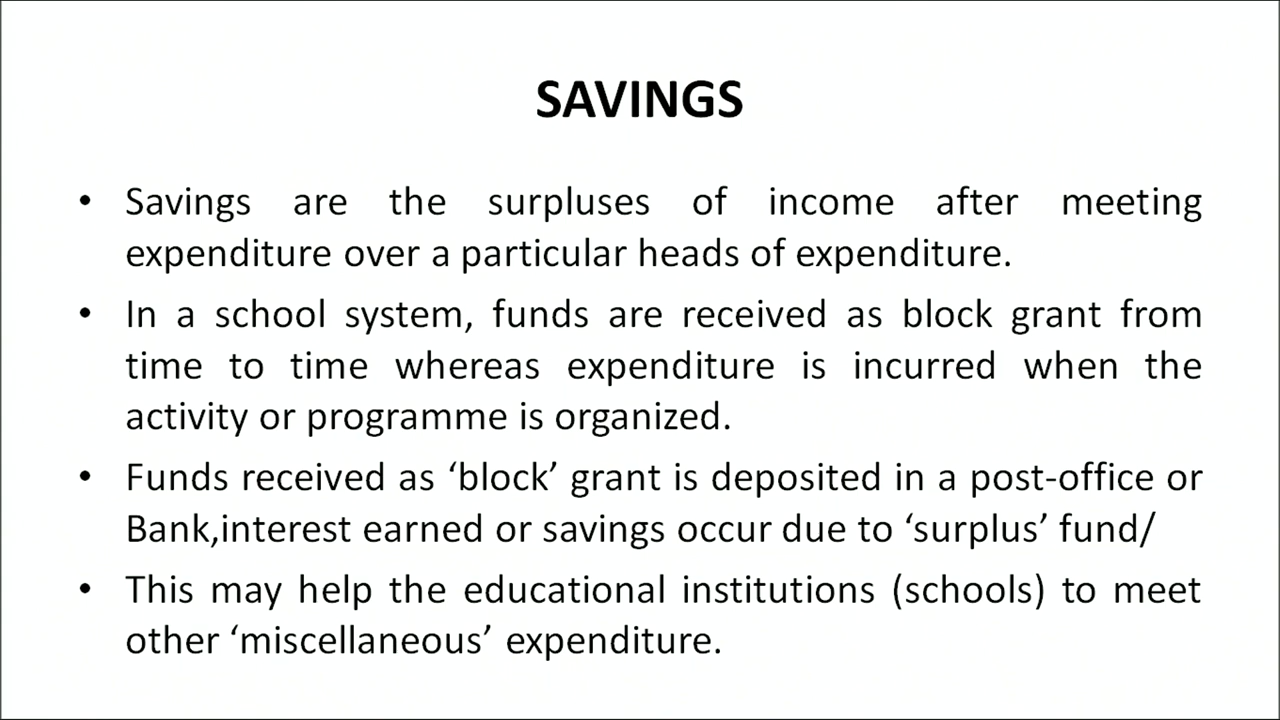 SAVINGS
• Savings are the surpluses of income after meeting
expenditure over a particular heads of expenditure.
• In a school system, funds are received as block grant from
time to time whereas expenditure is incurred when the
activity or programme is organized.
• Funds received as ‘block’ grant is deposited in a post-office or
Bank,interest earned or savings occur due to ‘surplus’ fund/
• This may help the educational institutions (schools) to meet
other ‘miscellaneous’ expenditure.